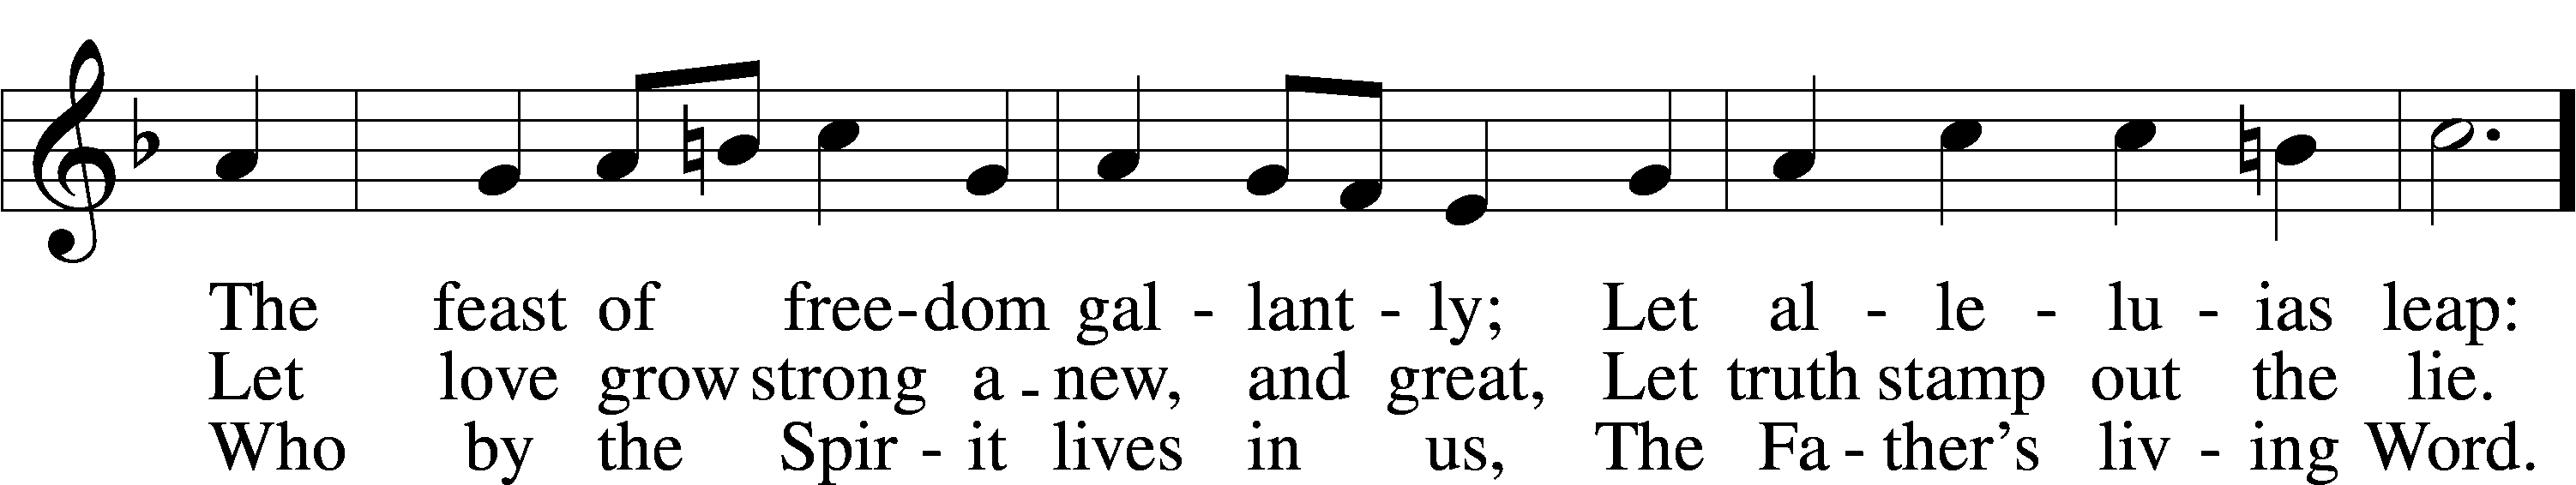 The feast of free-dom gal - lant - ly; Let al - le - lu - ias leap:
Let love grow strong a - new, and great, Let truth stamp out the lie.
Who by the Spir - it lives in us, The Fa - ther's liv - ing Word.